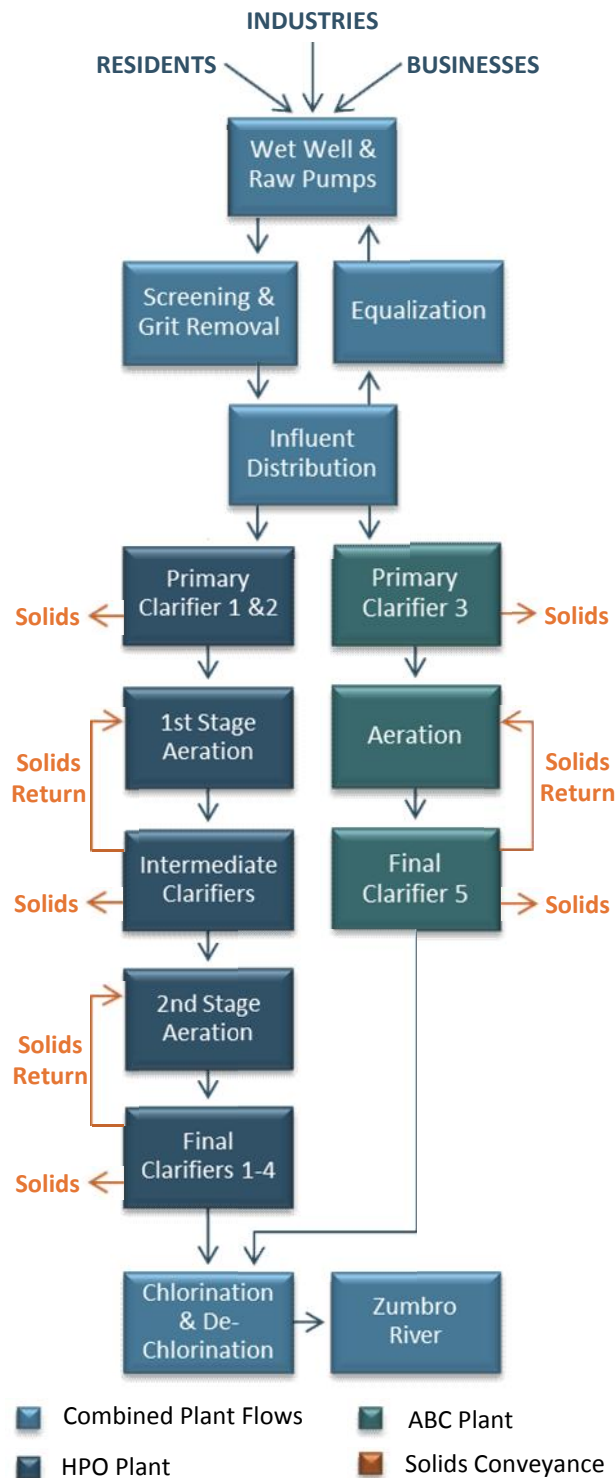 INDUSTRIES
RESIDENTS
BUSINESSES
Wet Well &
Raw Pumps
Screening &
Grit Removal
Equalization
Influent
Distribution
Primary
Clarifier 1 &2
Primary
Clarifier 3
Solids
Solids
1st Stage
Aeration
Aeration
Solids
Return
Solids
Return
Intermediate
Clarifiers
Final
Clarifier 5
Solids
Solids
2nd Stage
Aeration
Solids
Return
Final
Clarifiers 1-4
Solids
Chlorination
& De-
Chlorination
Zumbro
River
Combined Plant Flows
ABC Plant
HPO Plant
Solids Conveyance